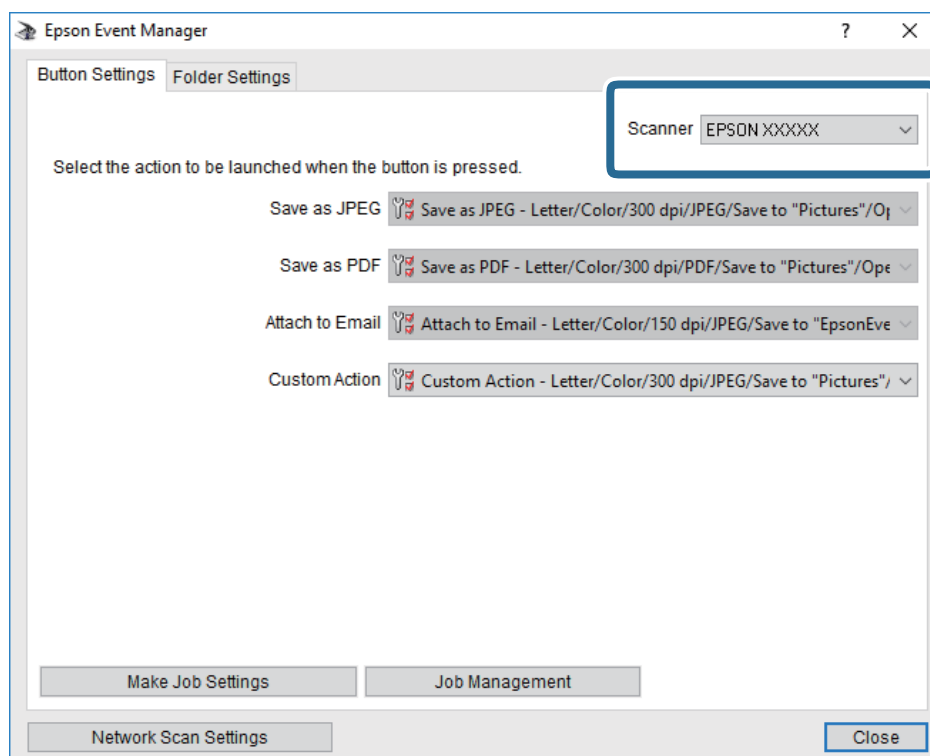 Epson Event Manager
Button Settings
Folder Settings
Scanner EPSON XXXXX
Select the action to be launched when the button is pressed.
Save as JPEG Save as JPEG - Letter/Color/300 dpi/JPEG/Save to "Pictures"/Op
Save as PDF Save as PDF - Letter/Color/300 dpi/PDF/Save to "Pictures"/Ope
Attach to Email Attach to Email - Letter/Color/150 dpi/JPEG/Save to "EpsonEve
Custom Action Custom Action - Letter/Color/300 dpi/JPEG/Save to "Pictures"/
Make Job Settings
Job Management
Network Scan Settings
Close